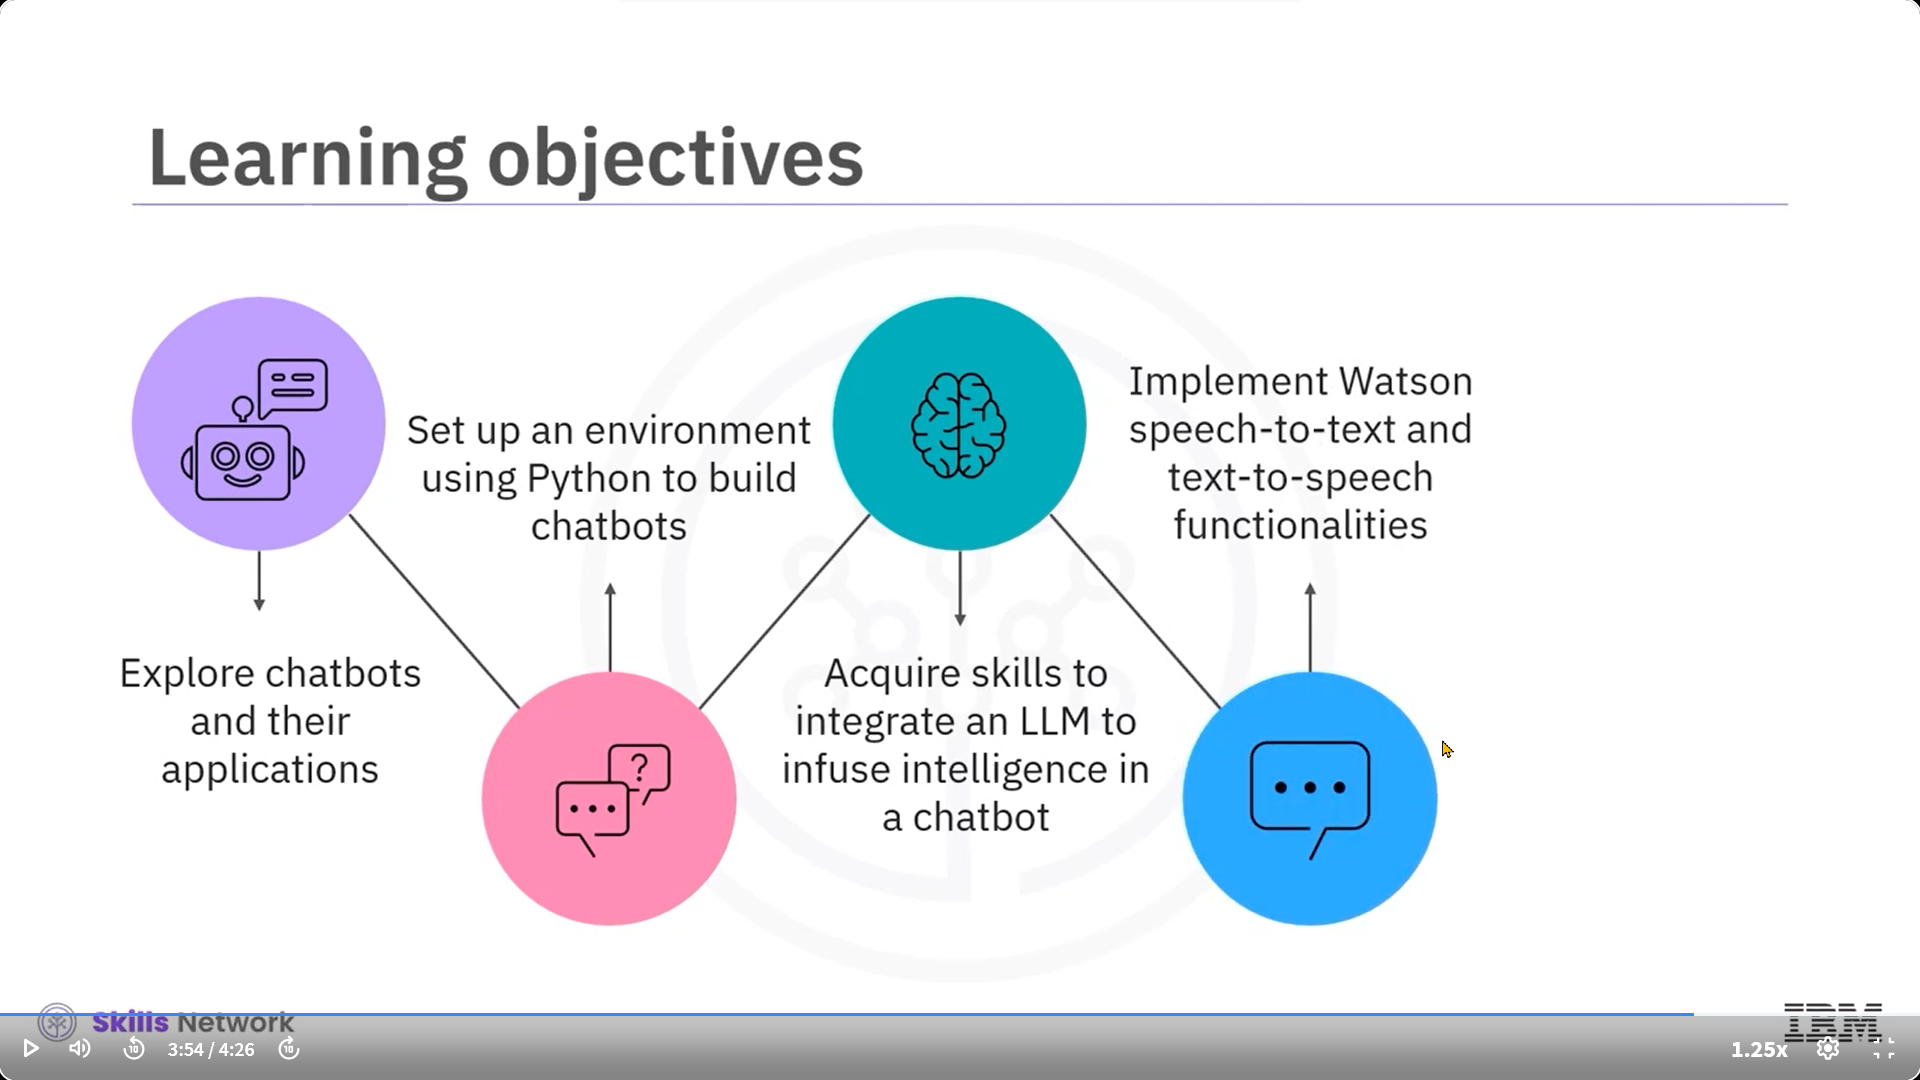 Learning objectives
Explore chatbots
and their
applications
Set up an environment
using Python to build
chatbots
?
Acquire skills to
integrate an LLM to
infuse intelligence in
a chatbot
Implement Watson
speech-to-text and
text-to-speech
functionalities
Skills Network
IBM
10
3:54 / 4:26
10
1.25x